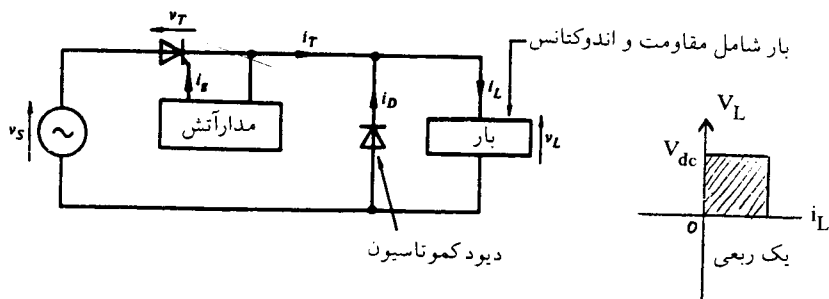 v_T
i_T
بار شامل مقاومت و اندوکتانس
i_g
i_D
i_L
مدارآتش
v_S
بار
v_L
V_L
V_dc
o
i_L
یک ربعی
دیود کموتاسیون